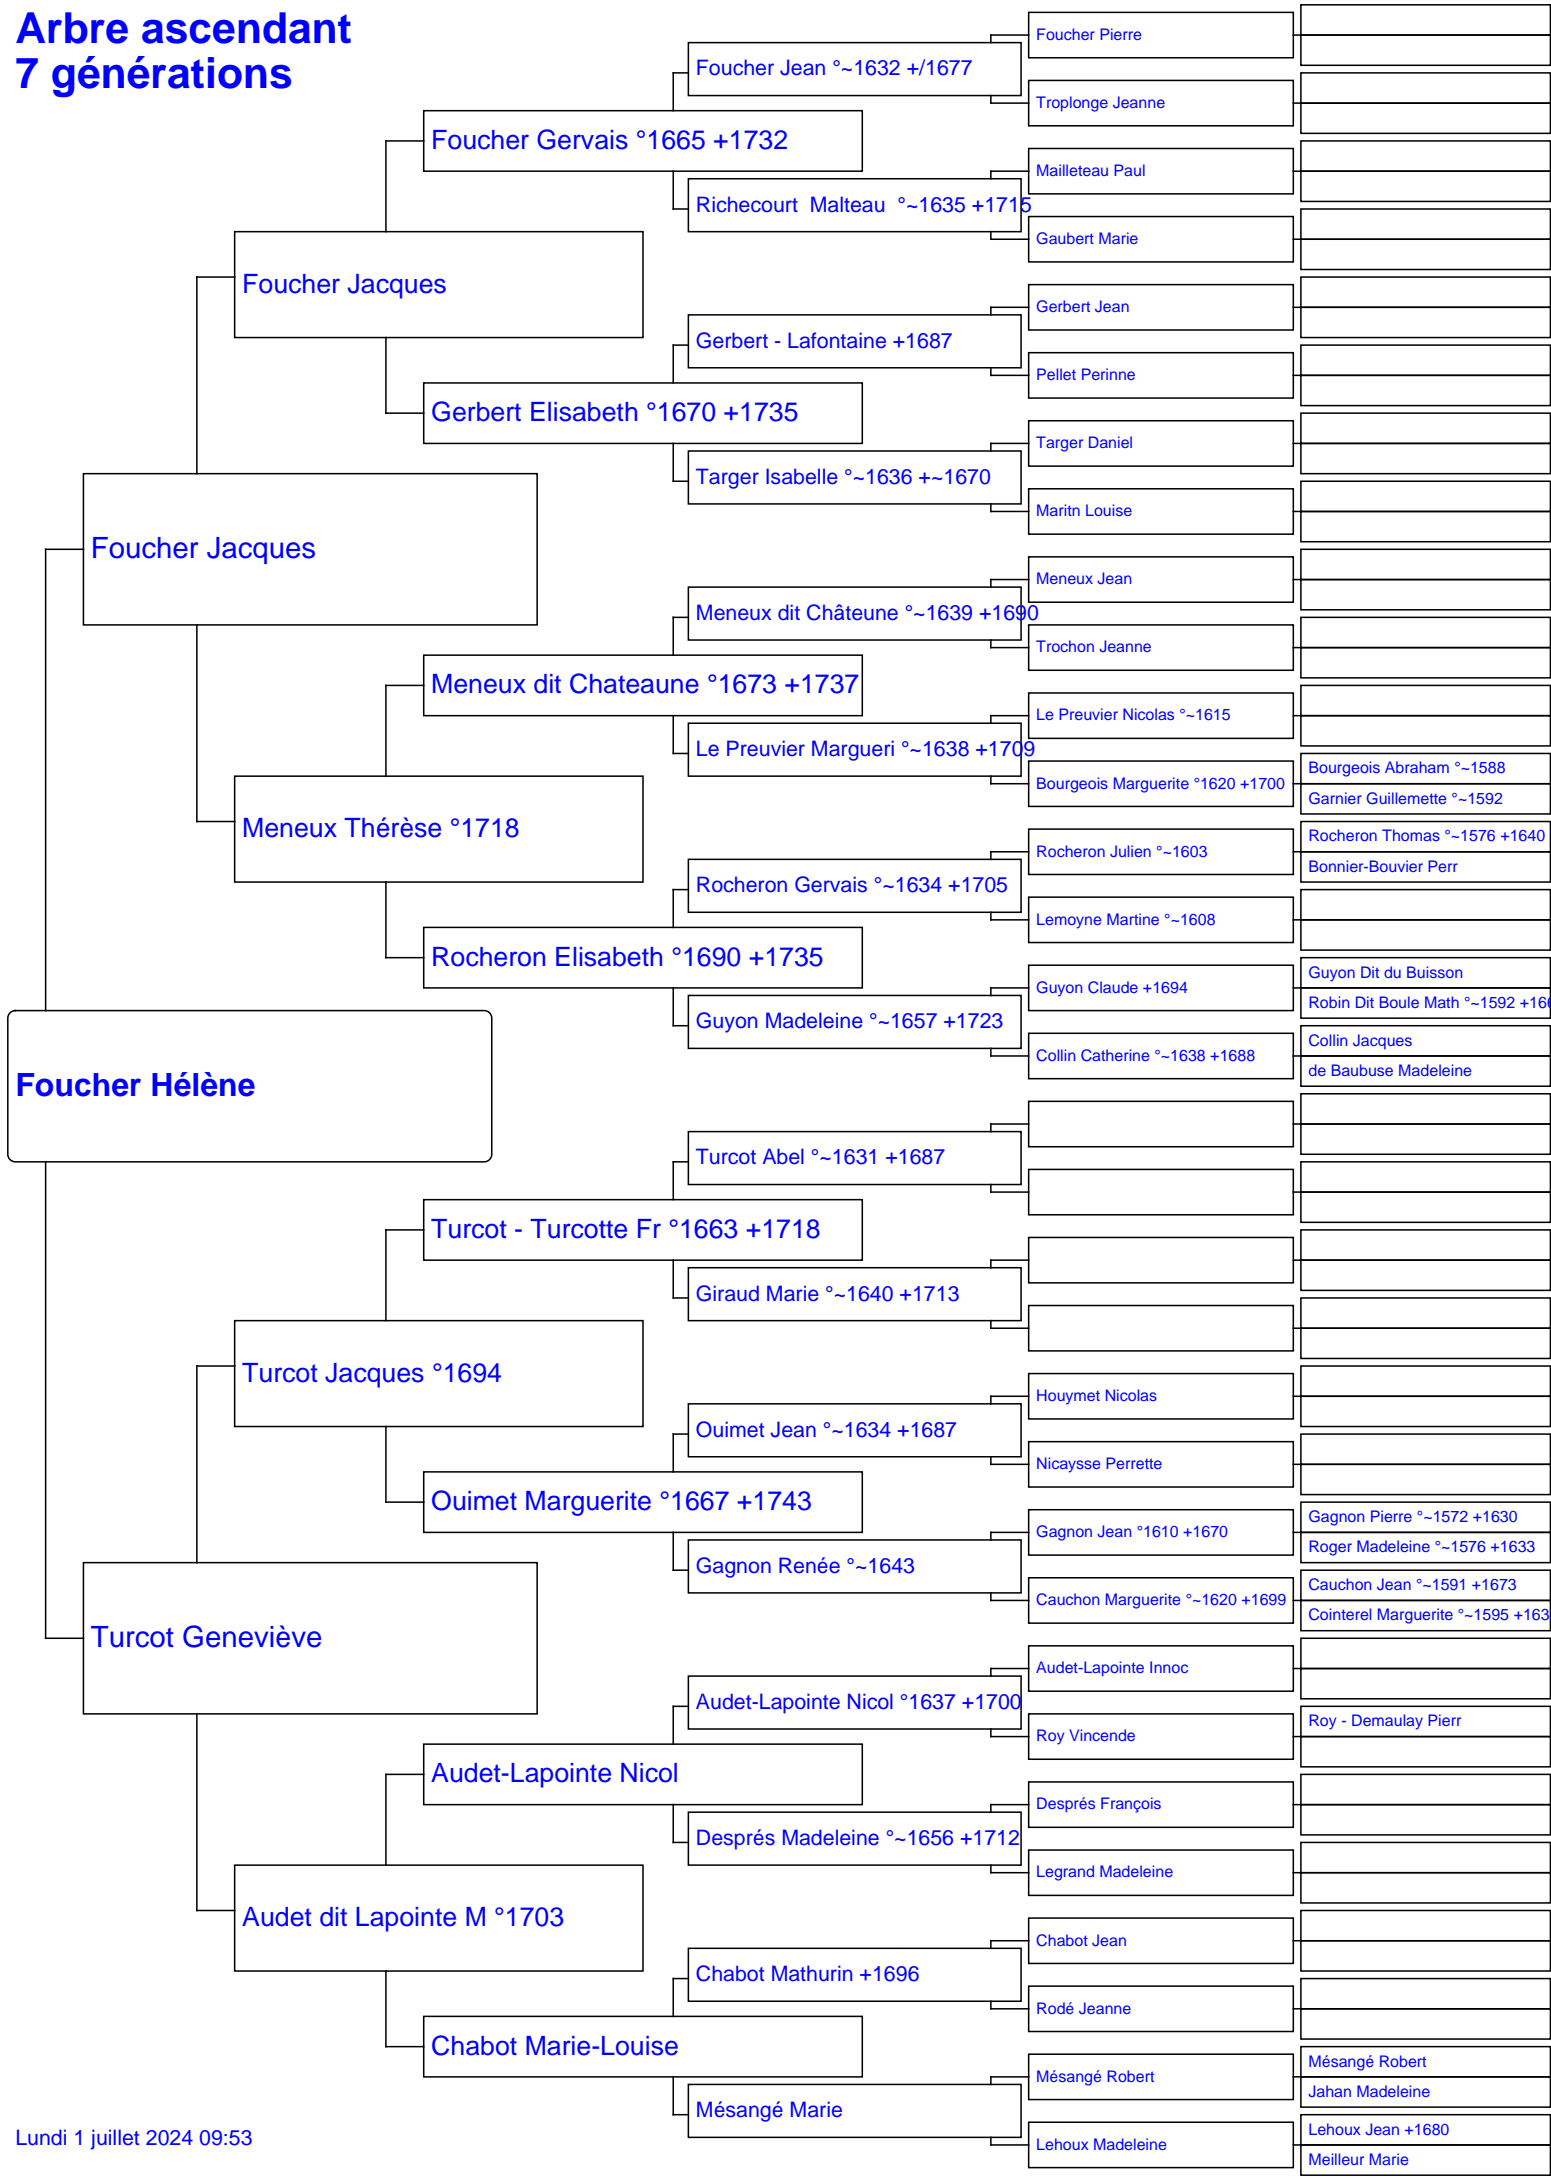 Arbre ascendant
7 générations
Foucher Hélène
Foucher Jacques
Turcot Geneviève
Foucher Jacques
Meneux Thérèse °1718
Turcot Jacques °1694
Audet dit Lapointe M °1703
Foucher Gervais °1665 +1732
Gerbert Elisabeth °1670 +1735
Meneux dit Chateaune °1673 +1737
Rocheron Elisabeth °1690 +1735
Turcot - Turcotte Fr °1663 +1718
Ouimet Marguerite °1667 +1743
Audet-Lapointe Nicol
Chabot Marie-Louise
Foucher Jean °~1632 +/1677
Richecourt  Malteau  °~1635 +1715
Gerbert - Lafontaine +1687
Targer Isabelle °~1636 +~1670
Meneux dit Châteune °~1639 +1690
Le Preuvier Margueri °~1638 +1709
Rocheron Gervais °~1634 +1705
Guyon Madeleine °~1657 +1723
Turcot Abel °~1631 +1687
Giraud Marie °~1640 +1713
Ouimet Jean °~1634 +1687
Gagnon Renée °~1643
Audet-Lapointe Nicol °1637 +1700
Després Madeleine °~1656 +1712
Chabot Mathurin +1696
Mésangé Marie
Foucher Pierre
Troplonge Jeanne
Mailleteau Paul
Gaubert Marie
Gerbert Jean
Pellet Perinne
Targer Daniel
Maritn Louise
Meneux Jean
Trochon Jeanne
Le Preuvier Nicolas °~1615
Bourgeois Marguerite °1620 +1700
Rocheron Julien °~1603
Lemoyne Martine °~1608
Guyon Claude +1694
Collin Catherine °~1638 +1688
Houymet Nicolas
Nicaysse Perrette
Gagnon Jean °1610 +1670
Cauchon Marguerite °~1620 +1699
Audet-Lapointe Innoc
Roy Vincende
Després François
Legrand Madeleine
Chabot Jean
Rodé Jeanne
Mésangé Robert
Lehoux Madeleine
Bourgeois Abraham °~1588
Garnier Guillemette °~1592
Rocheron Thomas °~1576 +1640
Bonnier-Bouvier Perr
Guyon Dit du Buisson
Robin Dit Boule Math °~1592 +166
Collin Jacques
de Baubuse Madeleine
Gagnon Pierre °~1572 +1630
Roger Madeleine °~1576 +1633
Cauchon Jean °~1591 +1673
Cointerel Marguerite °~1595 +163
Roy - Demaulay Pierr
Mésangé Robert
Jahan Madeleine
Lehoux Jean +1680
Meilleur Marie
Lundi 1 juillet 2024 09:53